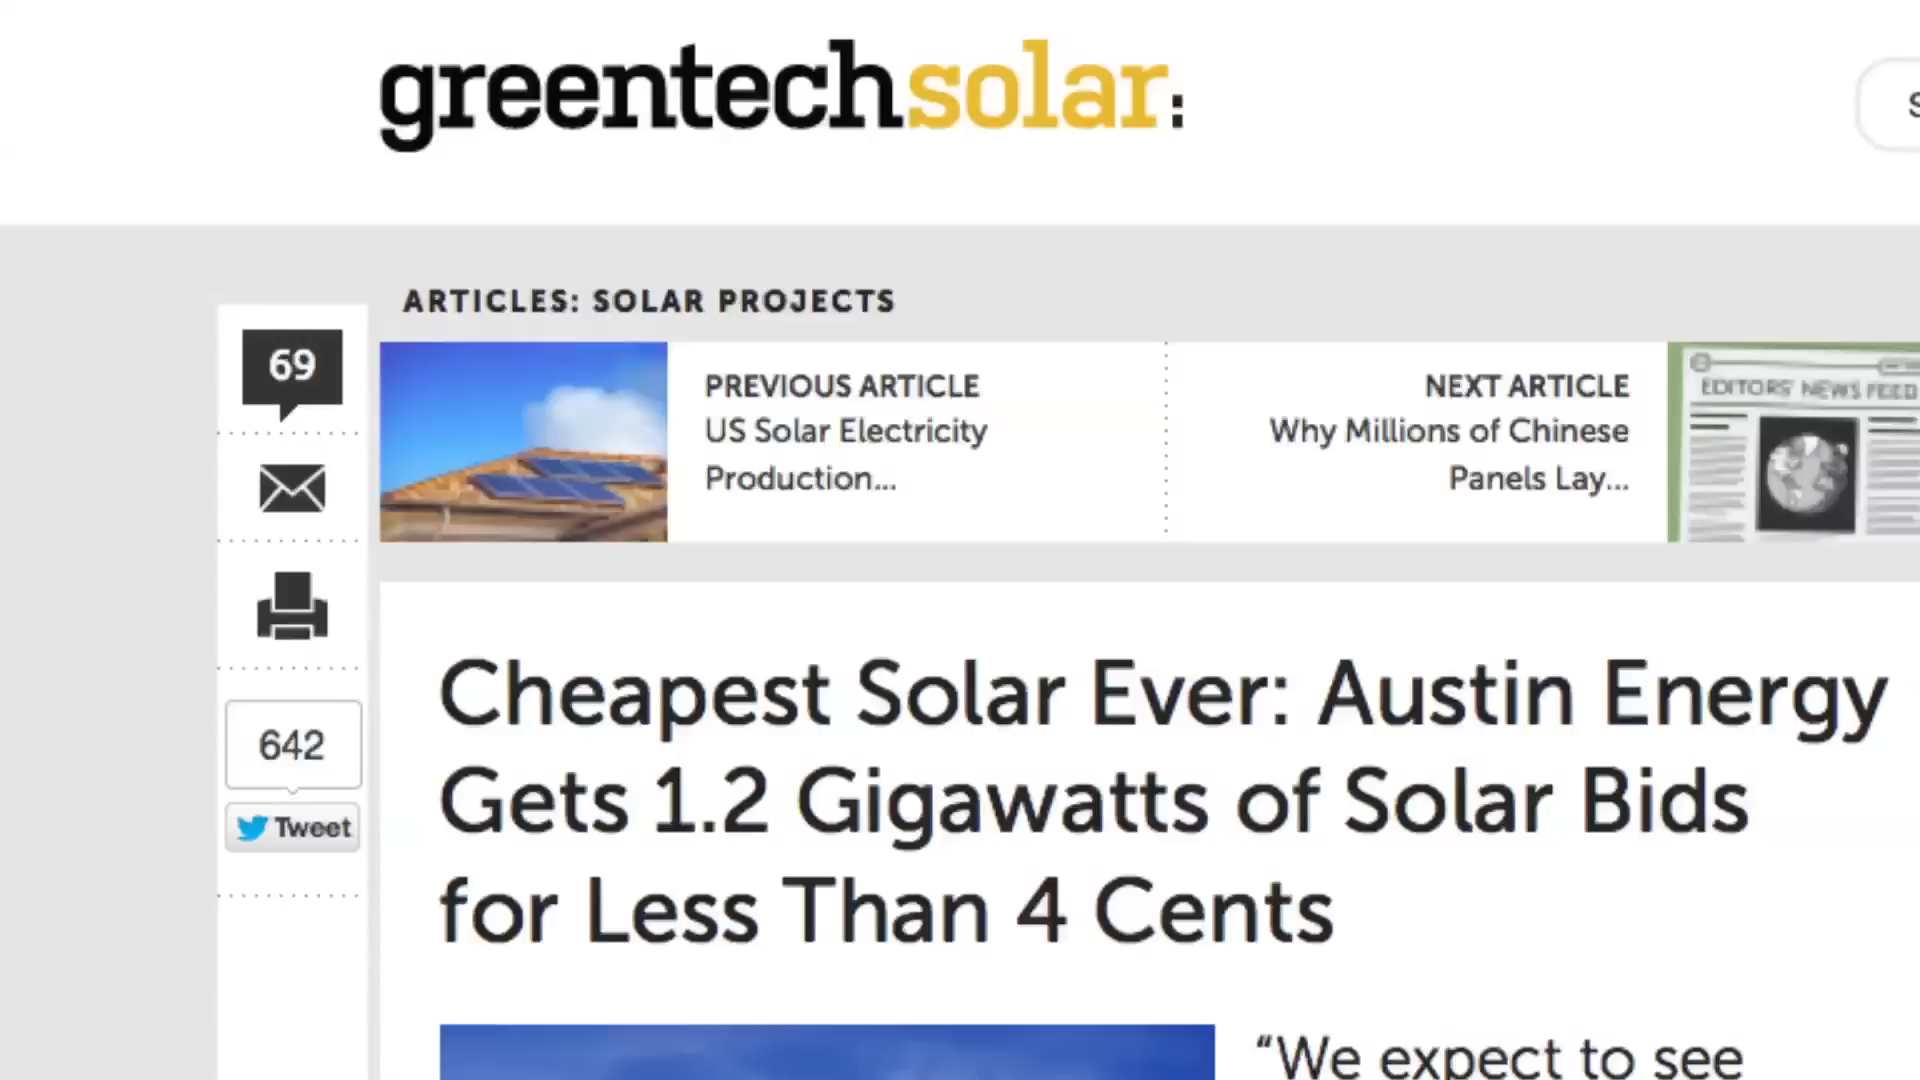 greentechsolar:
ARTICLES: SOLAR PROJECTS
69
PREVIOUS ARTICLE
US Solar Electricity
Production...
NEXT ARTICLE
Why Millions of Chinese
Panels Lay...
EDITORS' NEWS FEED
642
Tweet
Cheapest Solar Ever: Austin Energy
Gets 1.2 Gigawatts of Solar Bids
for Less Than 4 Cents
“We expect to see